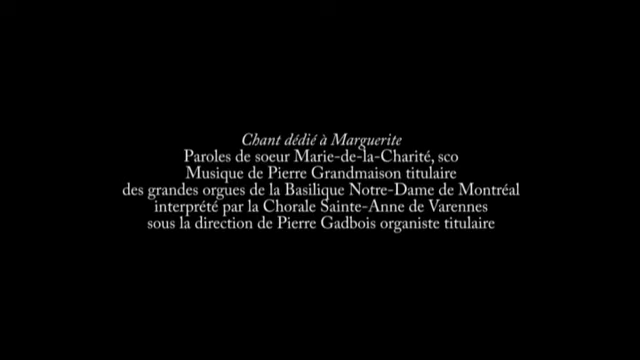 Chant dédié à Marguerite
Paroles de soeur Marie-de-la-Charité, sco
Musique de Pierre Grandmaison titulaire
des grandes orgues de la Basilique Notre-Dame de Montréal
interprété par la Chorale Sainte-Anne de Varennes
sous la direction de Pierre Gadbois organiste titulaire